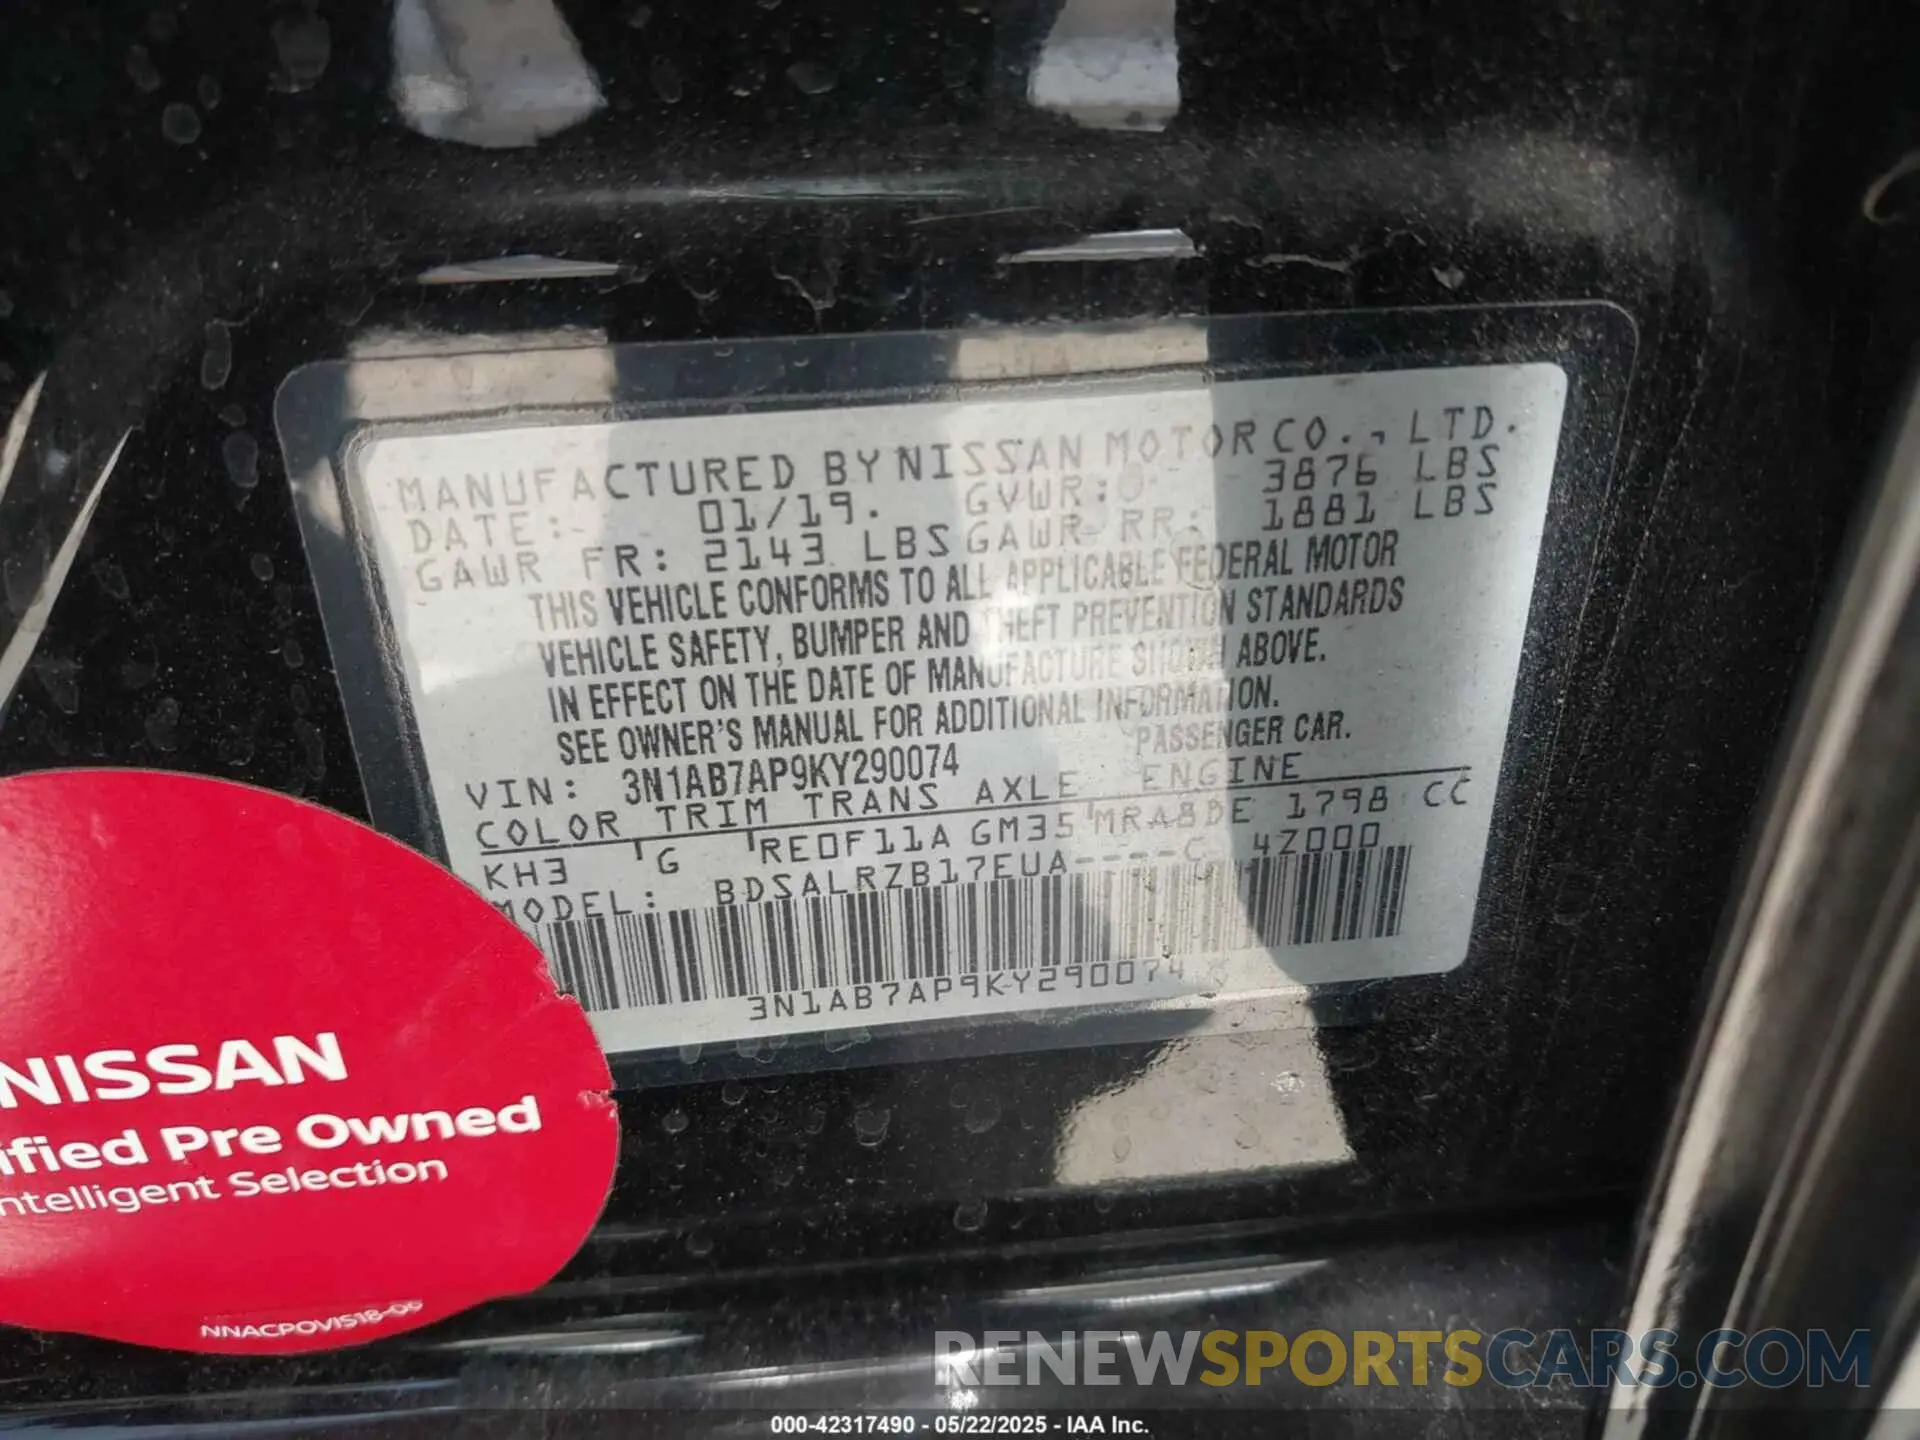 MANUFACTURED BY NISSAN MOTOR CO., LTD.
DATE: 01/19. GVWR: 3876 LBS
GAWR FR: 2143 LBS GAWR RR: 1881 LBS
THIS VEHICLE CONFORMS TO ALL APPLICABLE FEDERAL MOTOR
VEHICLE SAFETY, BUMPER AND THEFT PREVENTION STANDARDS
IN EFFECT ON THE DATE OF MANUFACTURE SHOWN ABOVE.
SEE OWNER'S MANUAL FOR ADDITIONAL INFORMATION.
VIN: 3N1AB7AP9KY290074 PASSENGER CAR.
COLOR TRIM TRANS AXLE ENGINE
KH3 G RE0F11A GM35 MRA8DE 1798 CC
MODEL: BDSALRZB17EUA----C 4Z000
3N1AB7AP9KY290074
NISSAN
ified Pre Owned
ntelligent Selection
NNACPOVIS18-06
RENEWSPORTSCARS.COM
000-42317490 - 05/22/2025 - IAA Inc.